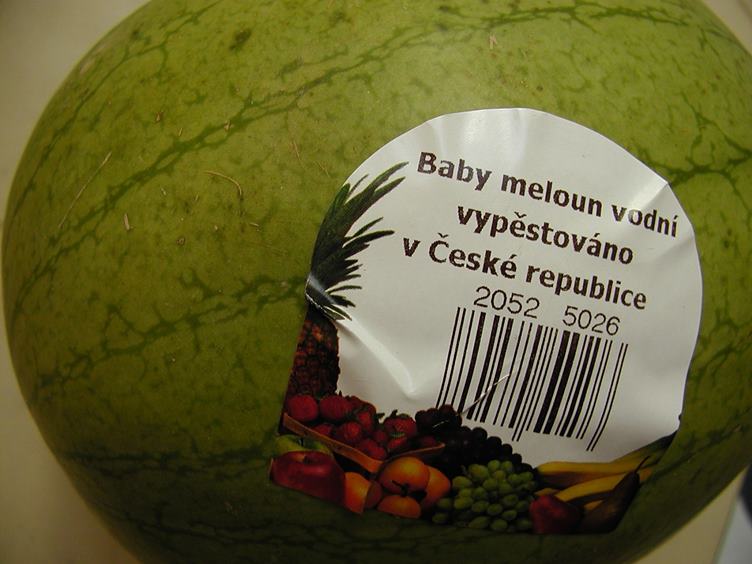 Baby meloun vodní
vypěstováno
v České republice
2052 5026